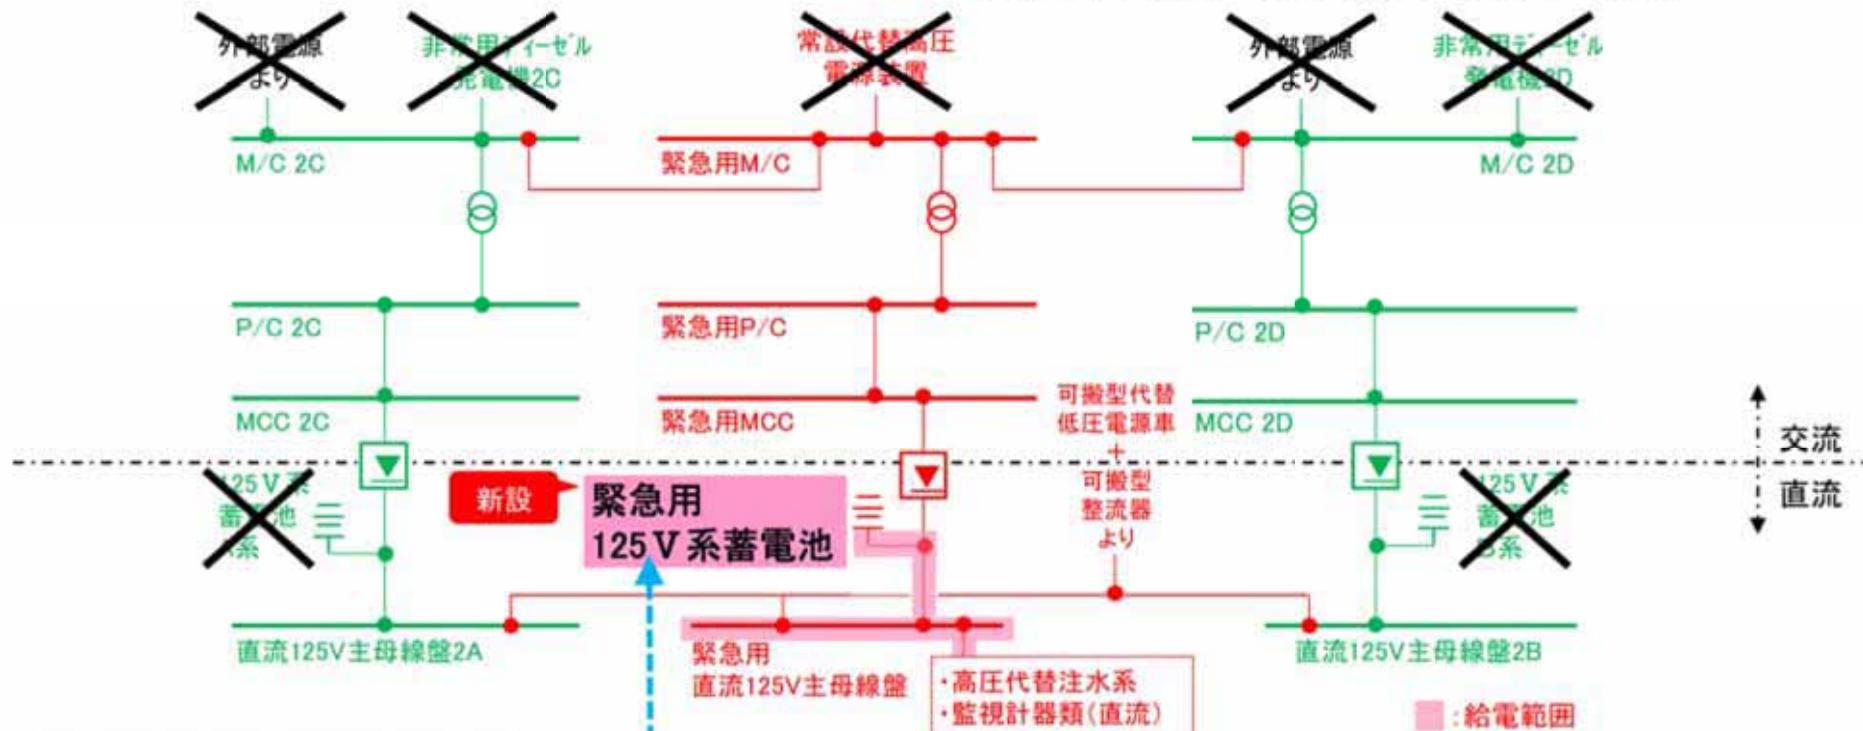 外部電源
より
非常用ディーゼル
発電機2C
常設代替高圧
電源装置
外部電源
より
非常用ディーゼル
発電機2D
M/C 2C
緊急用M/C
M/C 2D
P/C 2C
緊急用P/C
P/C 2D
MCC 2C
緊急用MCC
可搬型代替
低圧電源車
+
可搬型
整流器
より
MCC 2D
交流
直流
125V系
蓄電池
A系
新設
緊急用
125V系蓄電池
125V系
蓄電池
B系
直流125V主母線盤2A
緊急用
直流125V主母線盤
・高圧代替注水系
・監視計器類(直流)
直流125V主母線盤2B
:給電範囲